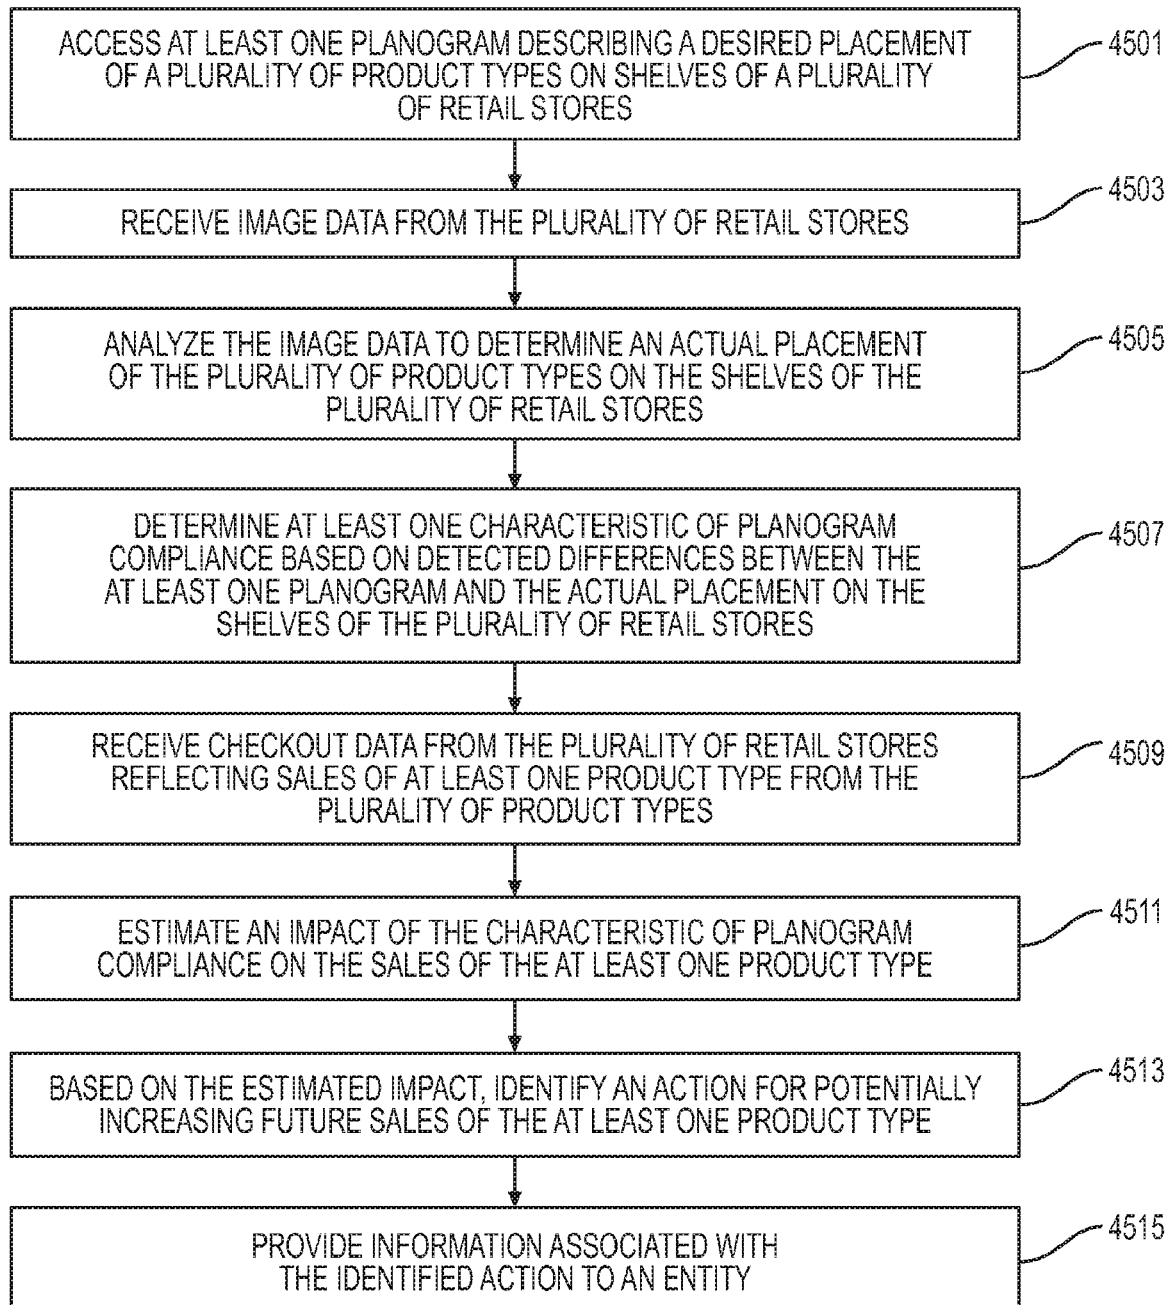 ACCESS AT LEAST ONE PLANOGRAM DESCRIBING A DESIRED PLACEMENT
OF A PLURALITY OF PRODUCT TYPES ON SHELVES OF A PLURALITY
OF RETAIL STORES
4501
RECEIVE IMAGE DATA FROM THE PLURALITY OF RETAIL STORES
4503
ANALYZE THE IMAGE DATA TO DETERMINE AN ACTUAL PLACEMENT
OF THE PLURALITY OF PRODUCT TYPES ON THE SHELVES OF THE
PLURALITY OF RETAIL STORES
4505
DETERMINE AT LEAST ONE CHARACTERISTIC OF PLANOGRAM
COMPLIANCE BASED ON DETECTED DIFFERENCES BETWEEN THE
AT LEAST ONE PLANOGRAM AND THE ACTUAL PLACEMENT ON THE
SHELVES OF THE PLURALITY OF RETAIL STORES
4507
RECEIVE CHECKOUT DATA FROM THE PLURALITY OF RETAIL STORES
REFLECTING SALES OF AT LEAST ONE PRODUCT TYPE FROM THE
PLURALITY OF PRODUCT TYPES
4509
ESTIMATE AN IMPACT OF THE CHARACTERISTIC OF PLANOGRAM
COMPLIANCE ON THE SALES OF THE AT LEAST ONE PRODUCT TYPE
4511
BASED ON THE ESTIMATED IMPACT, IDENTIFY AN ACTION FOR POTENTIALLY
INCREASING FUTURE SALES OF THE AT LEAST ONE PRODUCT TYPE
4513
PROVIDE INFORMATION ASSOCIATED WITH
THE IDENTIFIED ACTION TO AN ENTITY
4515